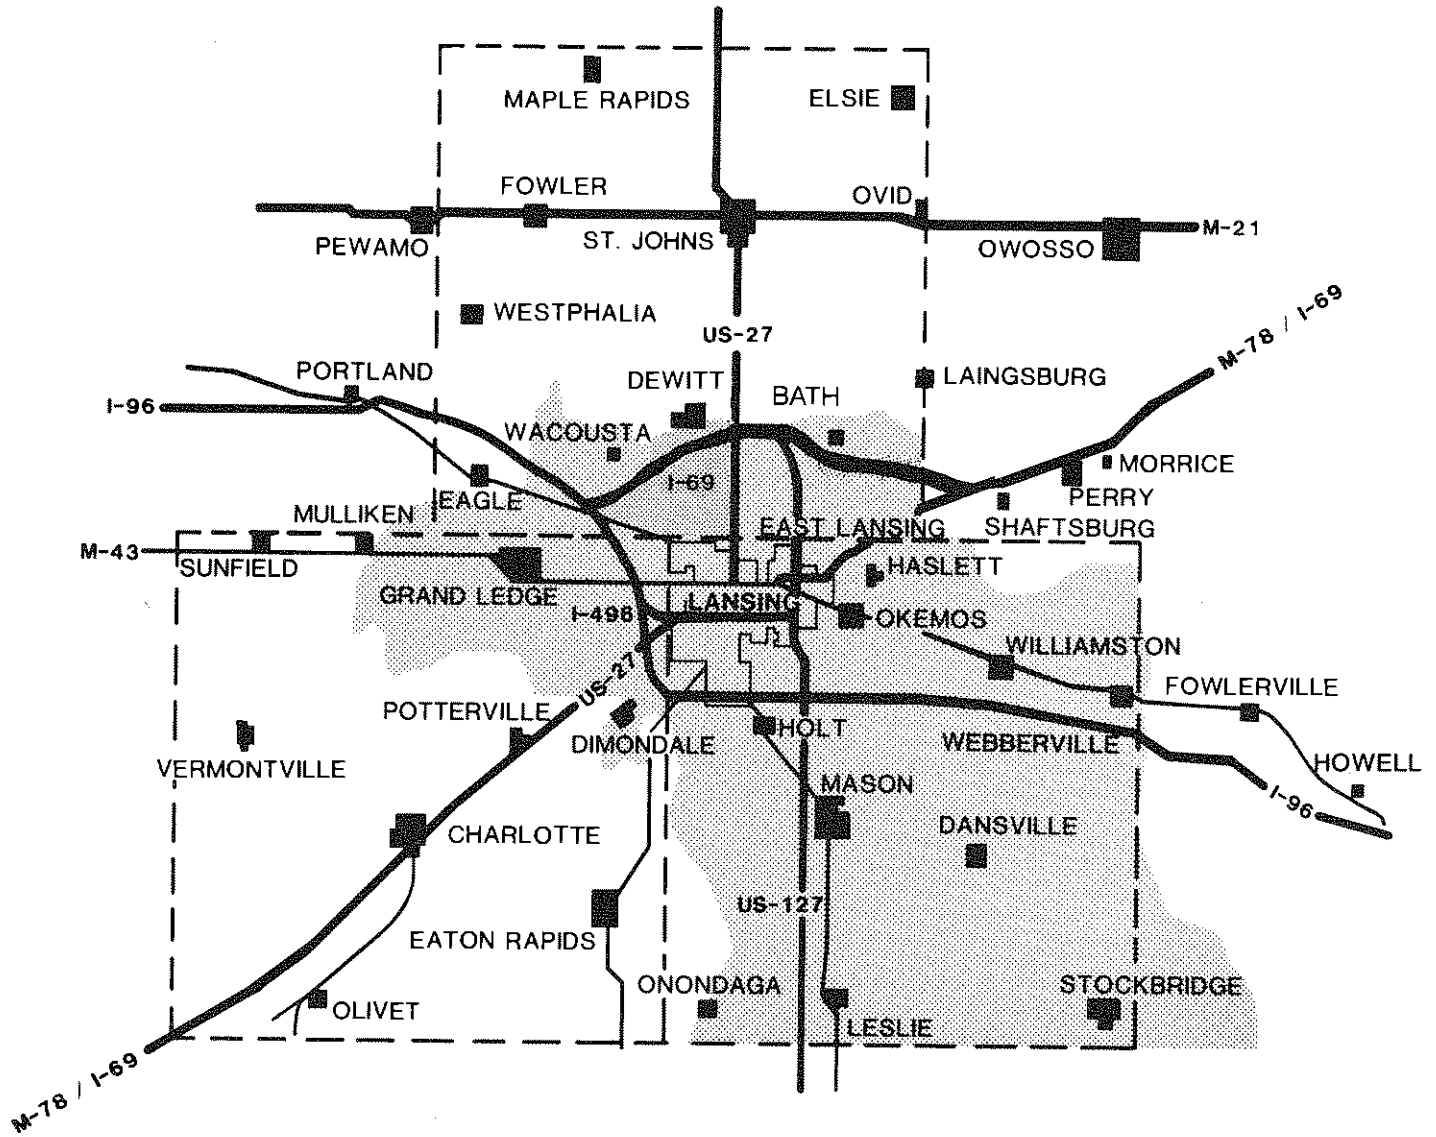 MAPLE RAPIDS
ELSIE
FOWLER
OVID
PEWAMO
ST. JOHNS
OWOSSO
M-21
WESTPHALIA
US-27
M-78 / I-69
PORTLAND
DEWITT
BATH
LAINGSBURG
I-96
WACOUSTA
MORRICE
I-69
PERRY
EAGLE
MULLIKEN
EAST LANSING
SHAFTSBURG
M-43
SUNFIELD
HASLETT
GRAND LEDGE
LANSING
I-496
OKEMOS
WILLIAMSTON
US-27
FOWLERVILLE
POTTERVILLE
HOLT
DIMONDALE
WEBBERVILLE
VERMONTVILLE
HOWELL
MASON
I-96
CHARLOTTE
DANSVILLE
US-127
EATON RAPIDS
ONONDAGA
STOCKBRIDGE
OLIVET
LESLIE
M-78 / I-69